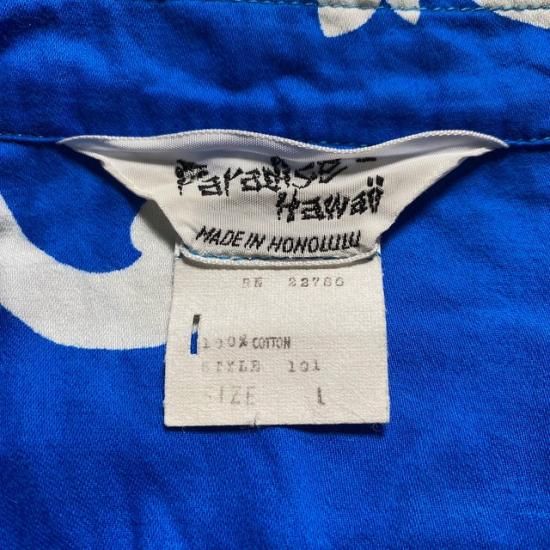 Paradise
Hawaii
MADE IN HONOLULU
RN 22786
100% COTTON
STYLE 101
SIZE L